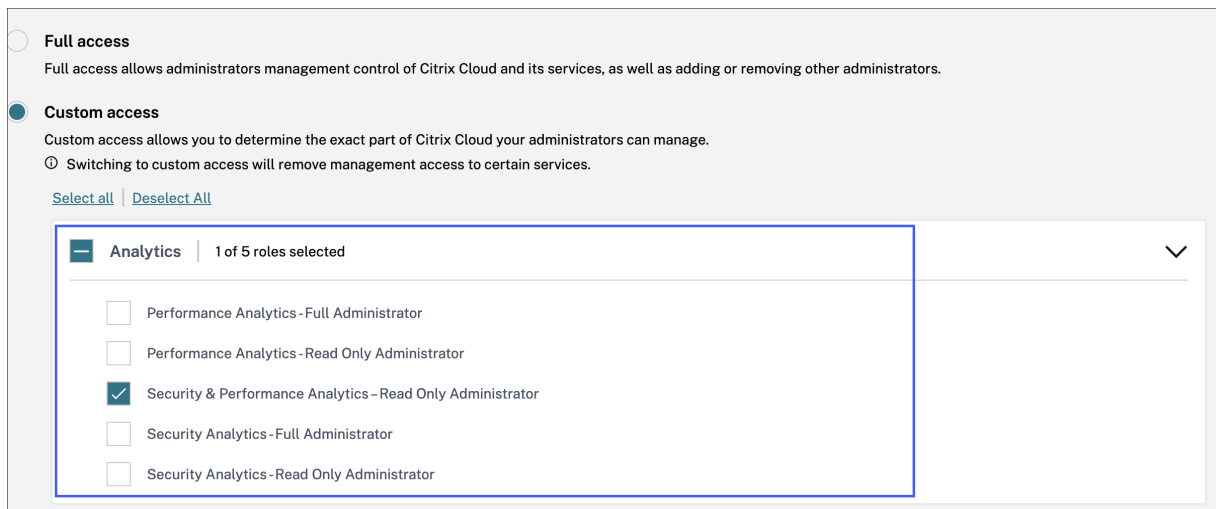 Full access
Full access allows administrators management control of Citrix Cloud and its services, as well as adding or removing other administrators.
Custom access
Custom access allows you to determine the exact part of Citrix Cloud your administrators can manage.
Switching to custom access will remove management access to certain services.
Select all | Deselect All
Analytics | 1 of 5 roles selected
Performance Analytics - Full Administrator
Performance Analytics - Read Only Administrator
Security & Performance Analytics – Read Only Administrator
Security Analytics - Full Administrator
Security Analytics - Read Only Administrator